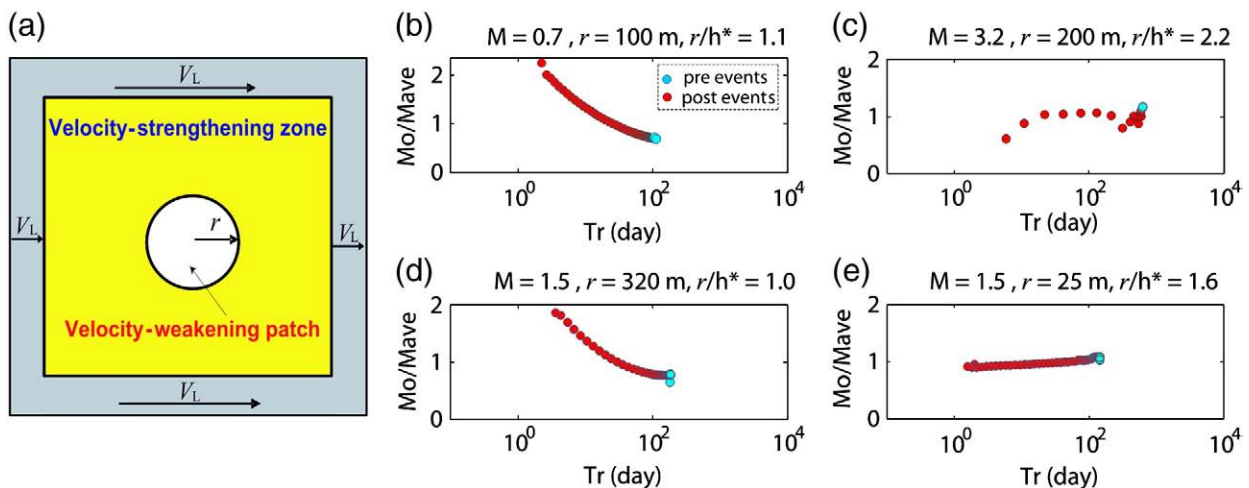 (a)
V_L
Velocity-strengthening zone
V_L
r
V_L
Velocity-weakening patch
V_L
(b)
M = 0.7 , r = 100 m, r/h* = 1.1
pre events
post events
2
1
0
Mo/Mave
10^0
10^2
10^4
Tr (day)
(c)
M = 3.2 , r = 200 m, r/h* = 2.2
2
1
0
Mo/Mave
10^0
10^2
10^4
Tr (day)
(d)
M = 1.5 , r = 320 m, r/h* = 1.0
2
1
0
Mo/Mave
10^0
10^2
10^4
Tr (day)
(e)
M = 1.5 , r = 25 m, r/h* = 1.6
2
1
0
Mo/Mave
10^0
10^2
10^4
Tr (day)